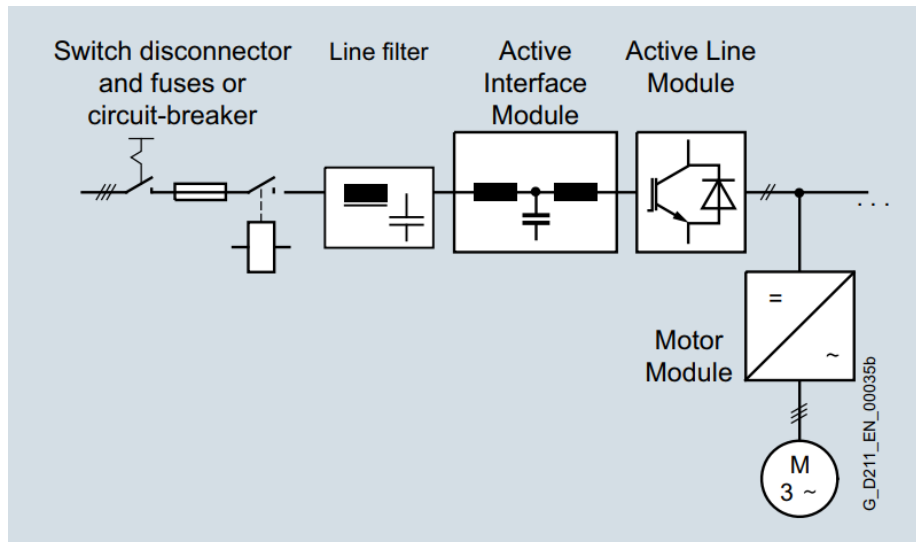 Switch disconnector
and fuses or
circuit-breaker
Line filter
Active
Interface
Module
Active Line
Module
. . .
=
~
Motor
Module
M
3 ~
G_D211_EN_00035b